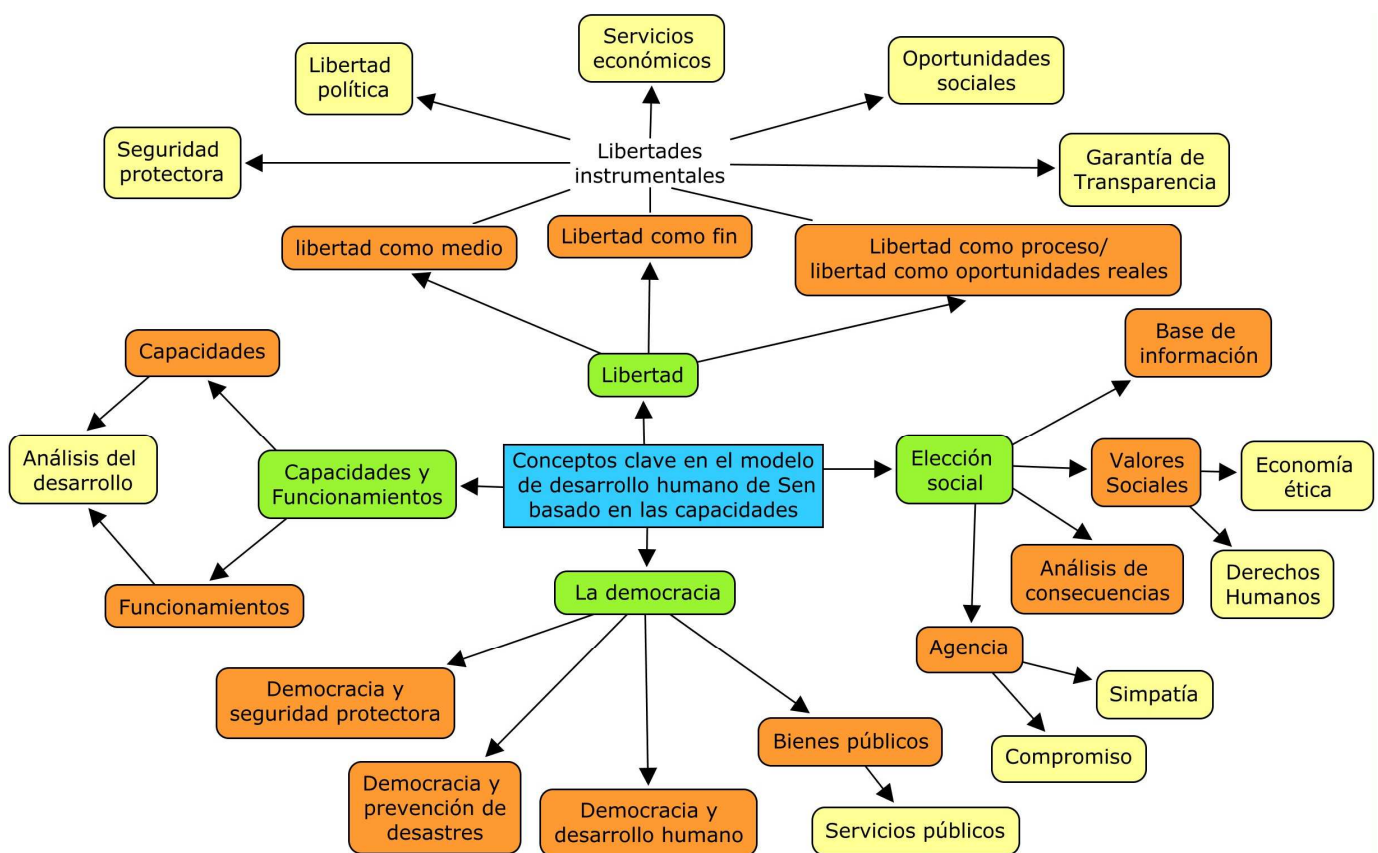 Servicios
económicos
Libertad
política
Oportunidades
sociales
Seguridad
protectora
Libertades
instrumentales
Garantía de
Transparencia
libertad como medio
Libertad como fin
Libertad como proceso/
libertad como oportunidades reales
Capacidades
Base de
información
Libertad
Análisis del
desarrollo
Capacidades y
Funcionamientos
Conceptos clave en el modelo
de desarrollo humano de Sen
basado en las capacidades
Elección
social
Valores
Sociales
Economía
ética
Funcionamientos
La democracia
Análisis de
consecuencias
Derechos
Humanos
Agencia
Simpatía
Compromiso
Democracia y
seguridad protectora
Bienes públicos
Democracia y
prevención de
desastres
Democracia y
desarrollo humano
Servicios públicos